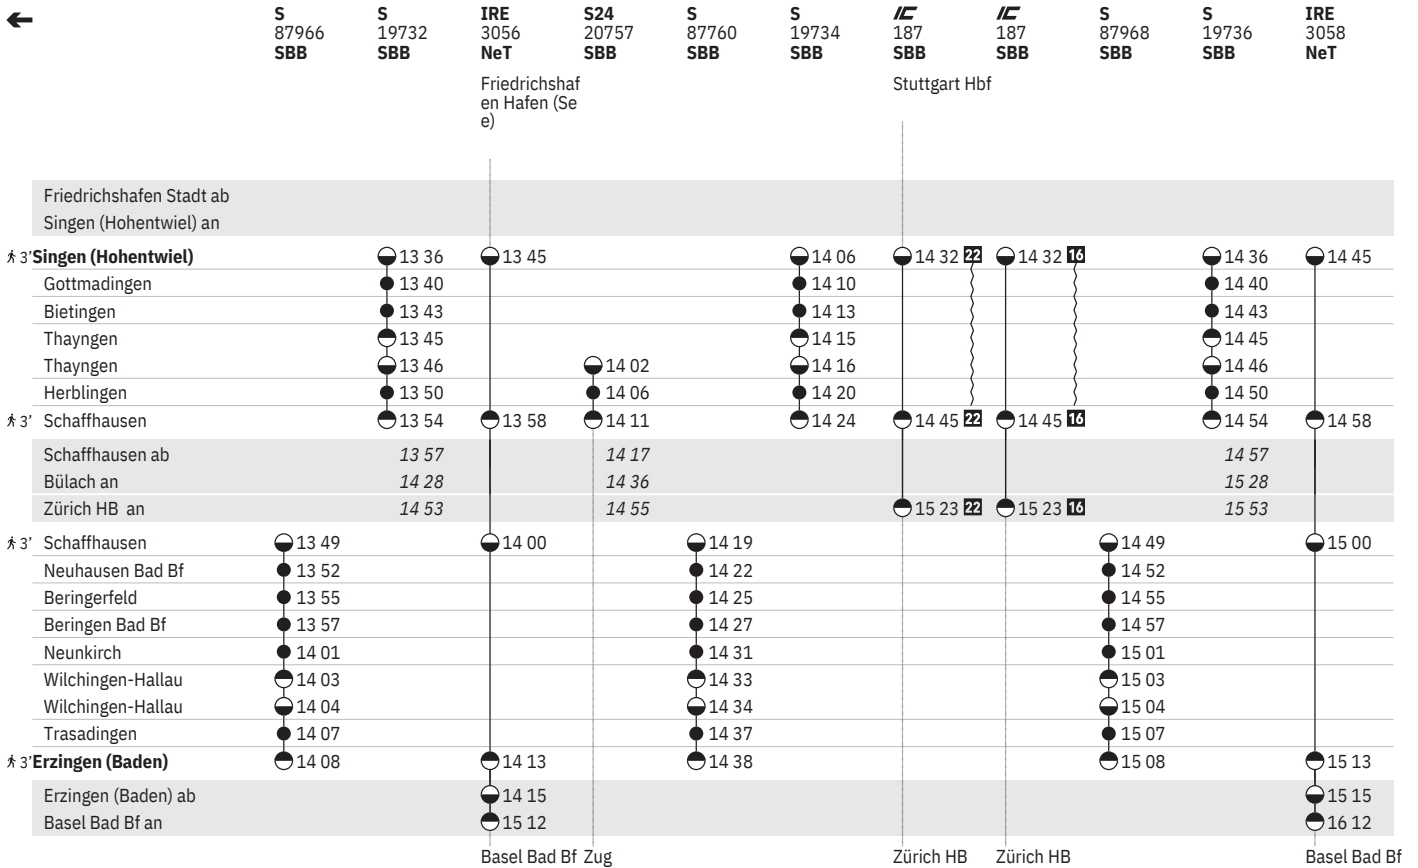 S S IRE S24 S S IC IC S S IRE
87966 19732 3056 20757 87760 19734 187 187 87968 19736 3058
SBB SBB NeT SBB SBB SBB SBB SBB SBB SBB NeT
Friedrichshaf Stuttgart Hbf
en Hafen (Se
e)
Friedrichshafen Stadt ab
Singen (Hohentwiel) an
3' Singen (Hohentwiel) 13 36 13 45 14 06 14 32 22 14 32 16 14 36 14 45
Gottmadingen 13 40 14 10 14 40
Bietingen 13 43 14 13 14 43
Thayngen 13 45 14 15 14 45
Thayngen 13 46 14 02 14 16 14 46
Herblingen 13 50 14 06 14 20 14 50
3' Schaffhausen 13 54 13 58 14 11 14 24 14 45 22 14 45 16 14 54 14 58
Schaffhausen ab 13 57 14 17 14 57
Bülach an 14 28 14 36 15 28
Zürich HB an 14 53 14 55 15 23 22 15 23 16 15 53
3' Schaffhausen 13 49 14 00 14 19 14 49 15 00
Neuhausen Bad Bf 13 52 14 22 14 52
Beringerfeld 13 55 14 25 14 55
Beringen Bad Bf 13 57 14 27 14 57
Neunkirch 14 01 14 31 15 01
Wilchingen-Hallau 14 03 14 33 15 03
Wilchingen-Hallau 14 04 14 34 15 04
Trasadingen 14 07 14 37 15 07
3' Erzingen (Baden) 14 08 14 13 14 38 15 08 15 13
Erzingen (Baden) ab 14 15 15 15
Basel Bad Bf an 15 12 16 12
Basel Bad Bf Zug Zürich HB Zürich HB Basel Bad Bf